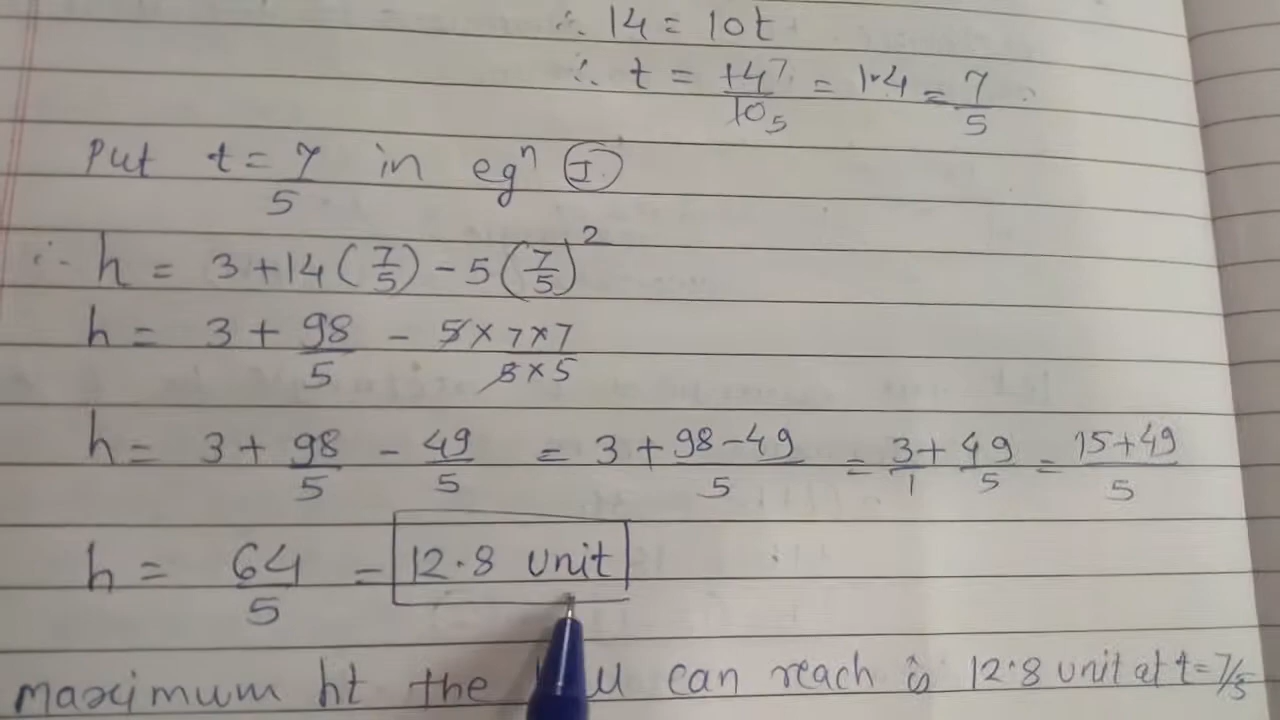 ∴ 14 = 10t
∴ t = 14/10 7/5 = 1.4 = 7/5
Put t = 7/5 in eqⁿ (I)
∴ h = 3 + 14 (7/5) - 5 (7/5)²
h = 3 + 98/5 - 5 × 7 × 7 / 5 × 5
h = 3 + 98/5 - 49/5 = 3 + 98 - 49 / 5 = 3/1 + 49/5 = 15 + 49 / 5
h = 64/5 = 12.8 unit
maximum ht the can reach is 12.8 unit at t = 7/5